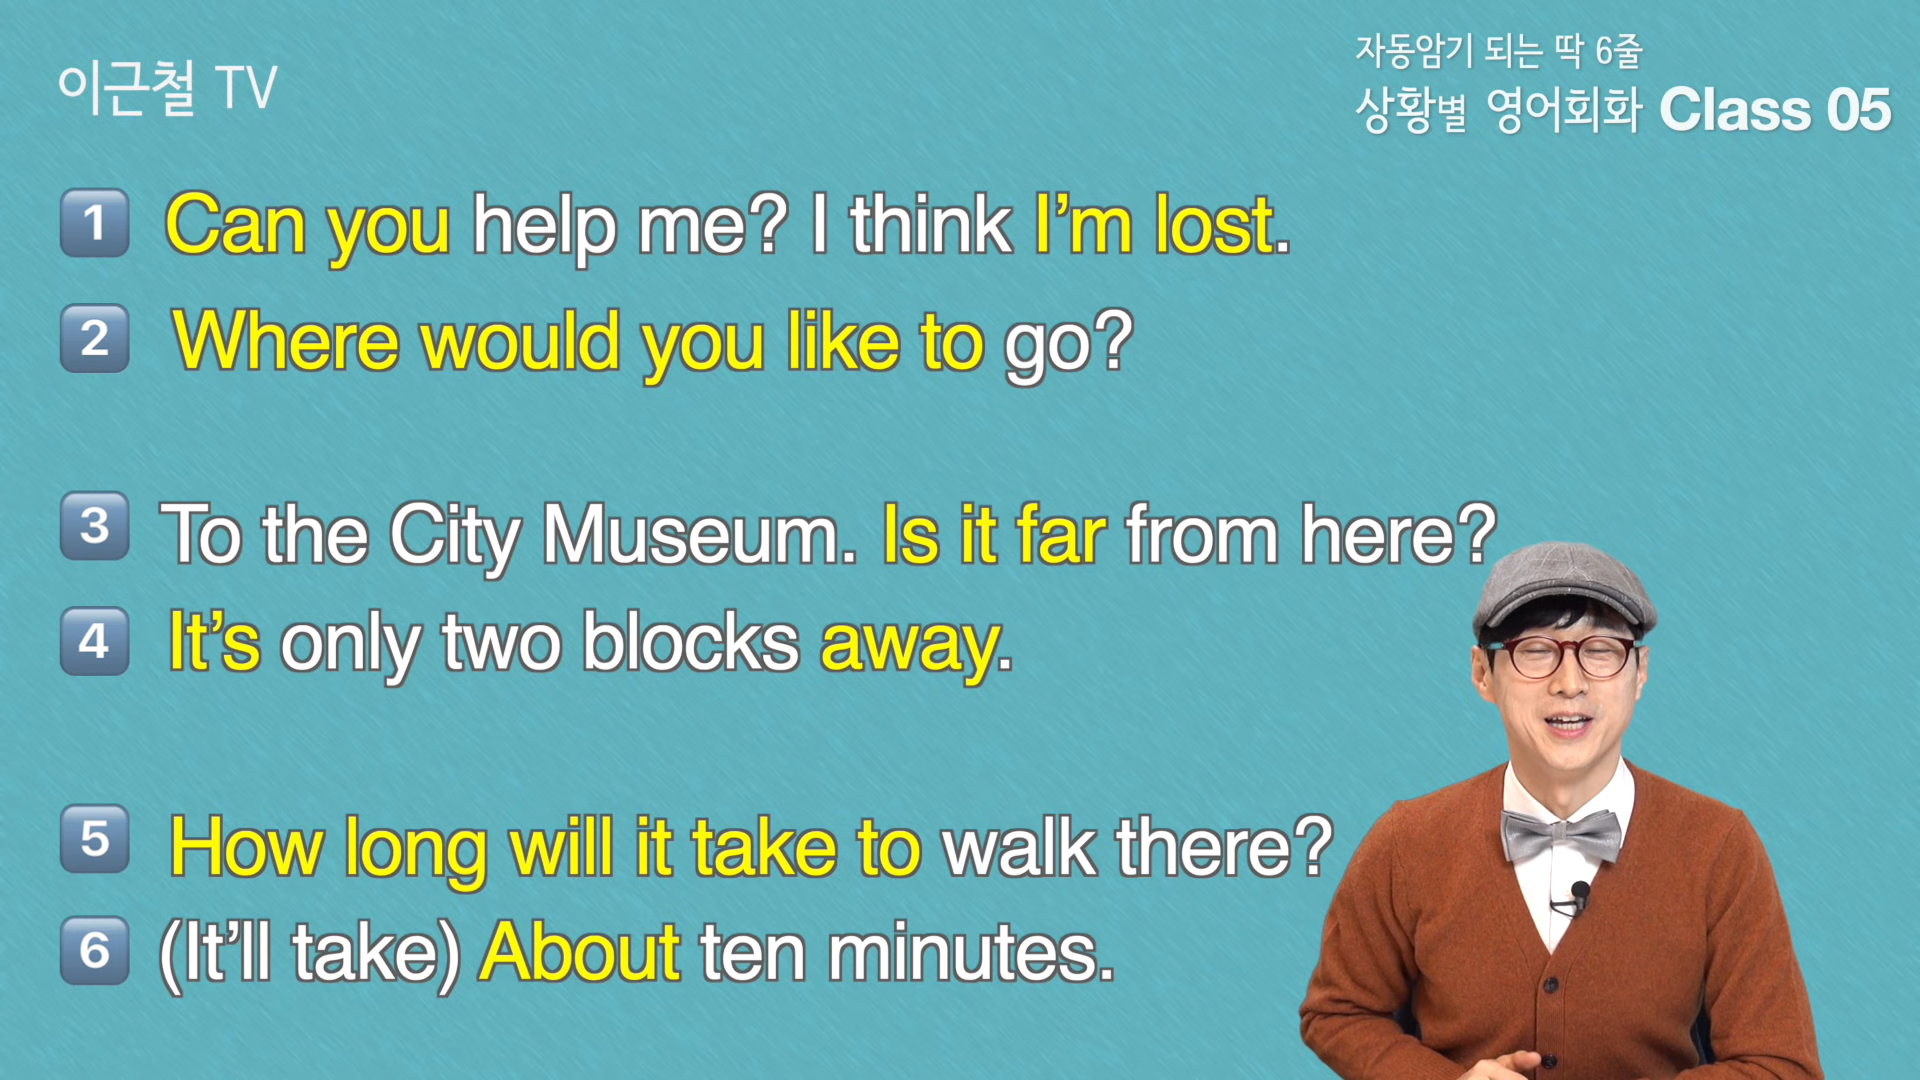 이근철 TV
자동암기 되는 딱 6줄
상황별 영어회화 Class 05
1 Can you help me? I think I’m lost.
2 Where would you like to go?
3 To the City Museum. Is it far from here?
4 It’s only two blocks away.
5 How long will it take to walk there?
6 (It’ll take) About ten minutes.